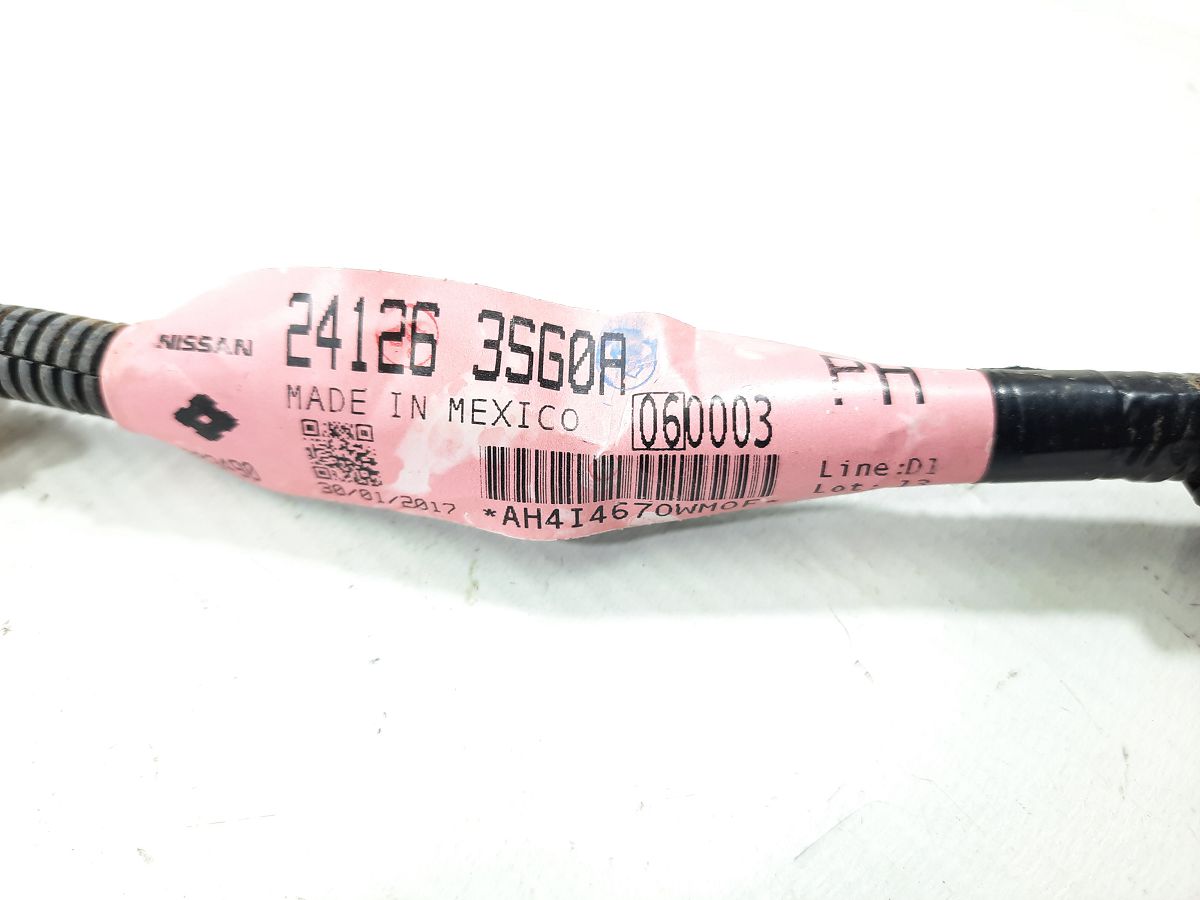 NISSAN
24126 3SG0A
MADE IN MEXICO
060003
30/01/2017
Line:D1